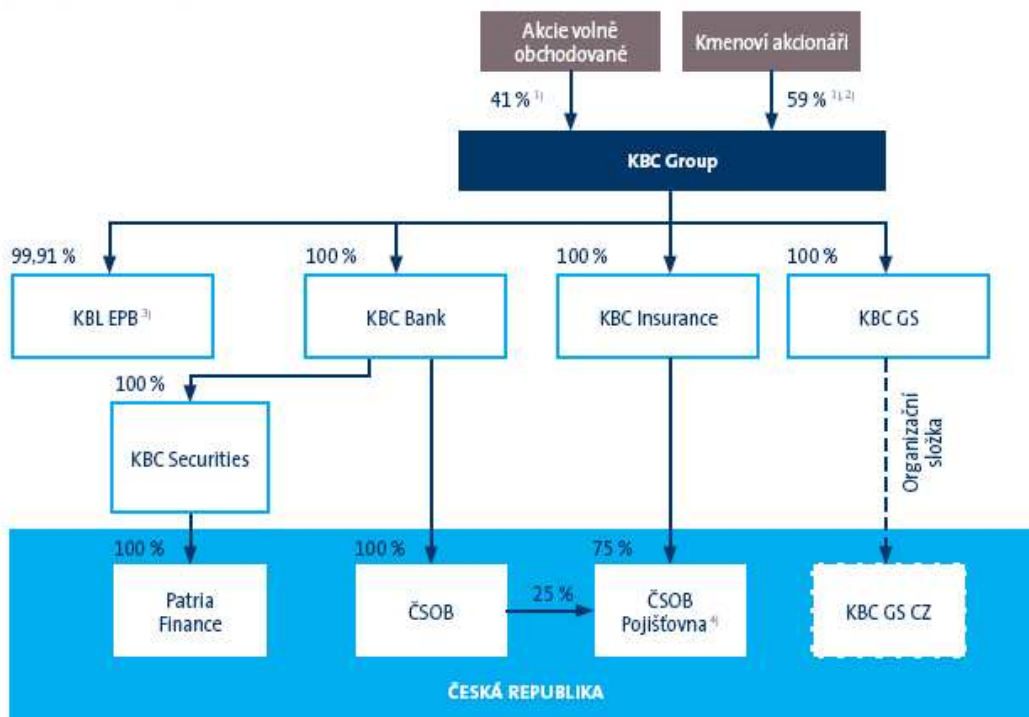 Akcie volně
obchodované
Kmenoví akcionáři
41 % 1)
59 % 1), 2)
KBC Group
99,91 %
100 %
100 %
100 %
KBL EPB 3)
KBC Bank
KBC Insurance
KBC GS
100 %
KBC Securities
Organizační
složka
100 %
100 %
75 %
Patria
Finance
ČSOB
25 %
ČSOB
Pojišťovna 4)
KBC GS CZ
ČESKÁ REPUBLIKA